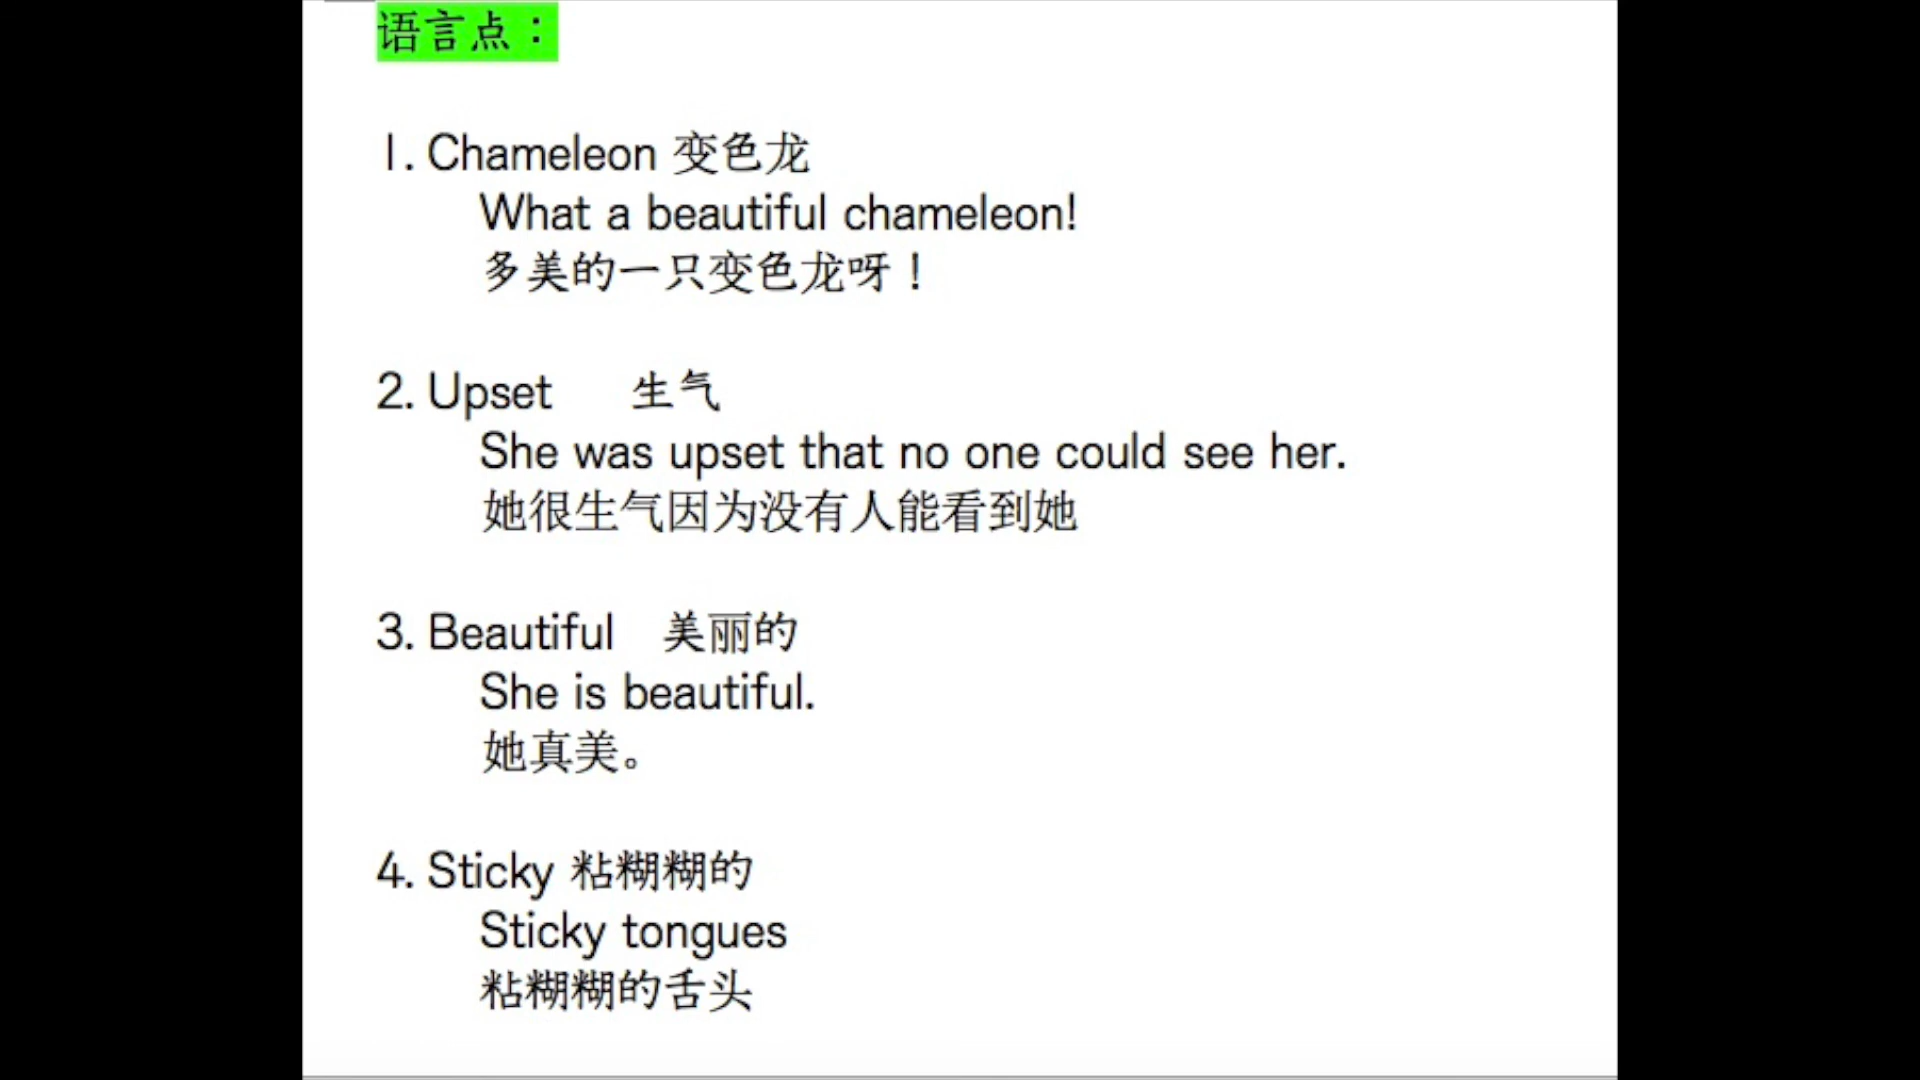 语言点：
1. Chameleon 变色龙
What a beautiful chameleon!
多美的一只变色龙呀！
2. Upset 生气
She was upset that no one could see her.
她很生气因为没有人能看到她
3. Beautiful 美丽的
She is beautiful.
她真美。
4. Sticky 粘糊糊的
Sticky tongues
粘糊糊的舌头